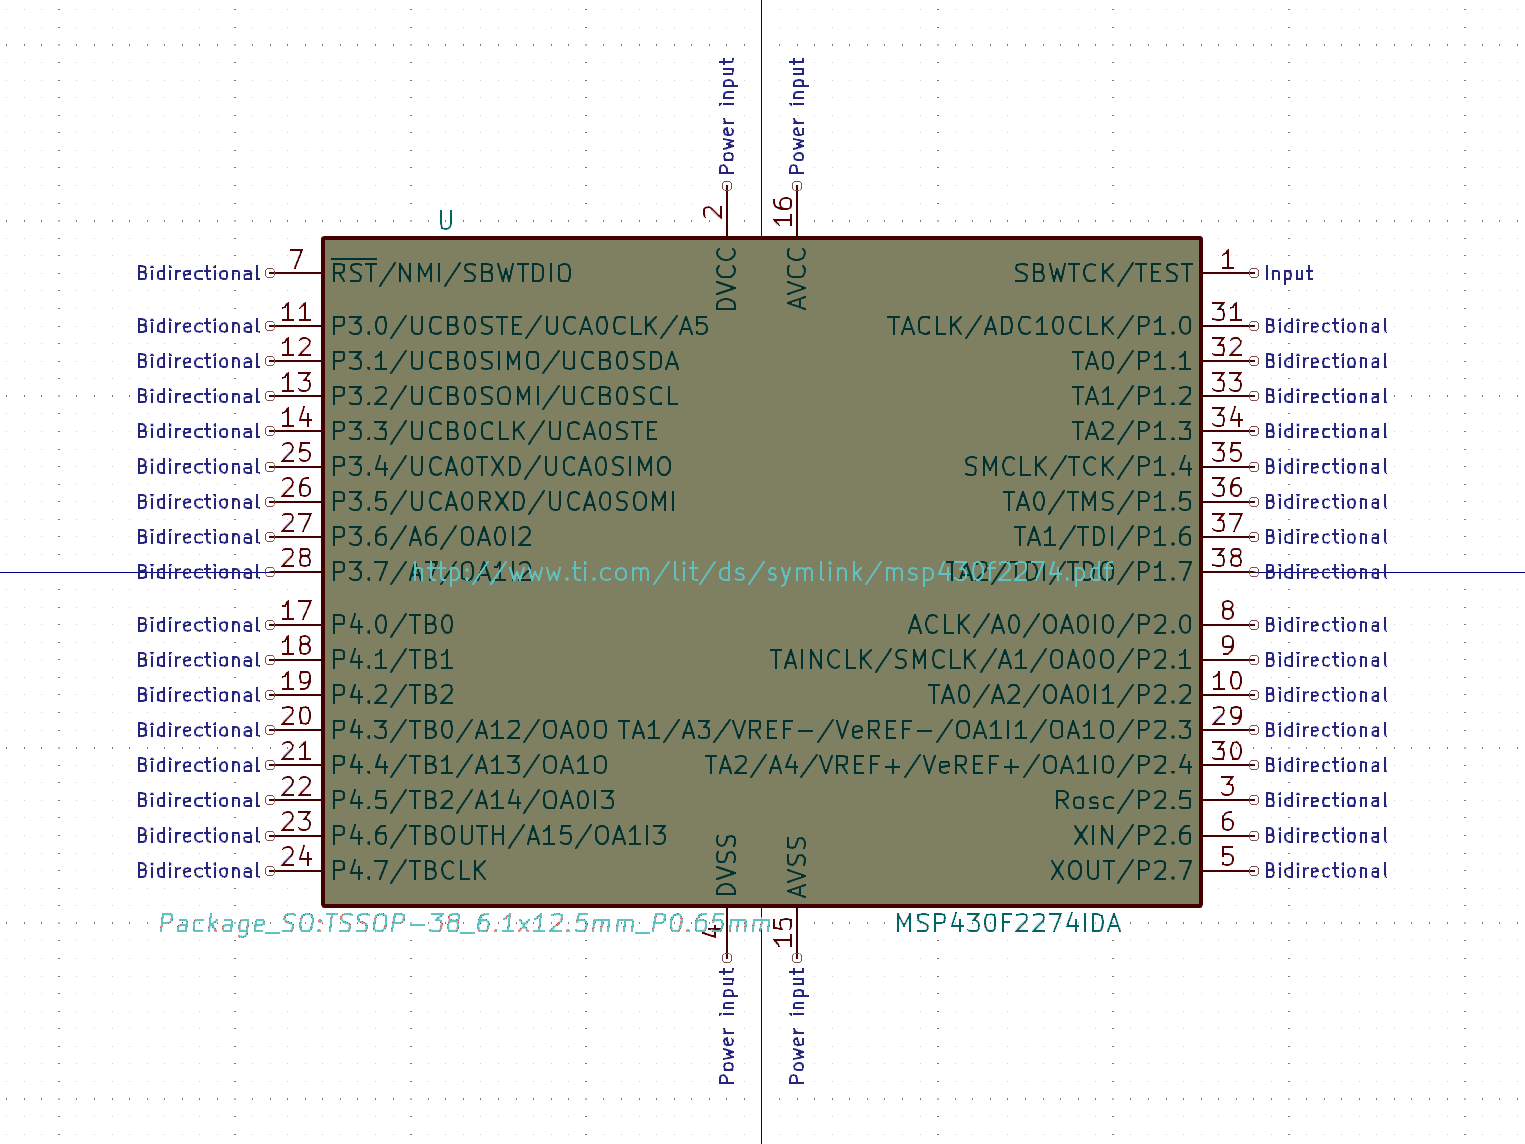 Power input
Power input
2
16
U
DVCC
AVCC
Bidirectional 7 RST/NMI/SBWTDIO
SBWTCK/TEST 1 Input
Bidirectional 11 P3.0/UCB0STE/UCA0CLK/A5
TACLK/ADC10CLK/P1.0 31 Bidirectional
Bidirectional 12 P3.1/UCB0SIMO/UCB0SDA
TA0/P1.1 32 Bidirectional
Bidirectional 13 P3.2/UCB0SOMI/UCB0SCL
TA1/P1.2 33 Bidirectional
Bidirectional 14 P3.3/UCB0CLK/UCA0STE
TA2/P1.3 34 Bidirectional
Bidirectional 25 P3.4/UCA0TXD/UCA0SIMO
SMCLK/TCK/P1.4 35 Bidirectional
Bidirectional 26 P3.5/UCA0RXD/UCA0SOMI
TA0/TMS/P1.5 36 Bidirectional
Bidirectional 27 P3.6/A6/OA0I2
TA1/TDI/P1.6 37 Bidirectional
Bidirectional 28 P3.7/A7/OA1I2
http://www.ti.com/lit/ds/symlink/msp430f2274.pdf
TA2/TDI/TDO/P1.7 38 Bidirectional
Bidirectional 17 P4.0/TB0
ACLK/A0/OA0I0/P2.0 8 Bidirectional
Bidirectional 18 P4.1/TB1
TAINCLK/SMCLK/A1/OA0O/P2.1 9 Bidirectional
Bidirectional 19 P4.2/TB2
TA0/A2/OA0I1/P2.2 10 Bidirectional
Bidirectional 20 P4.3/TB0/A12/OA0O
TA1/A3/VREF-/VeREF-/OA1I1/OA1O/P2.3 29 Bidirectional
Bidirectional 21 P4.4/TB1/A13/OA1O
TA2/A4/VREF+/VeREF+/OA1I0/P2.4 30 Bidirectional
Bidirectional 22 P4.5/TB2/A14/OA0I3
Rosc/P2.5 3 Bidirectional
Bidirectional 23 P4.6/TBOUTH/A15/OA1I3
XIN/P2.6 6 Bidirectional
Bidirectional 24 P4.7/TBCLK
XOUT/P2.7 5 Bidirectional
DVSS
AVSS
Package_SO:TSSOP-38_6.1x12.5mm_P0.65mm
MSP430F2274IDA
4
15
Power input
Power input